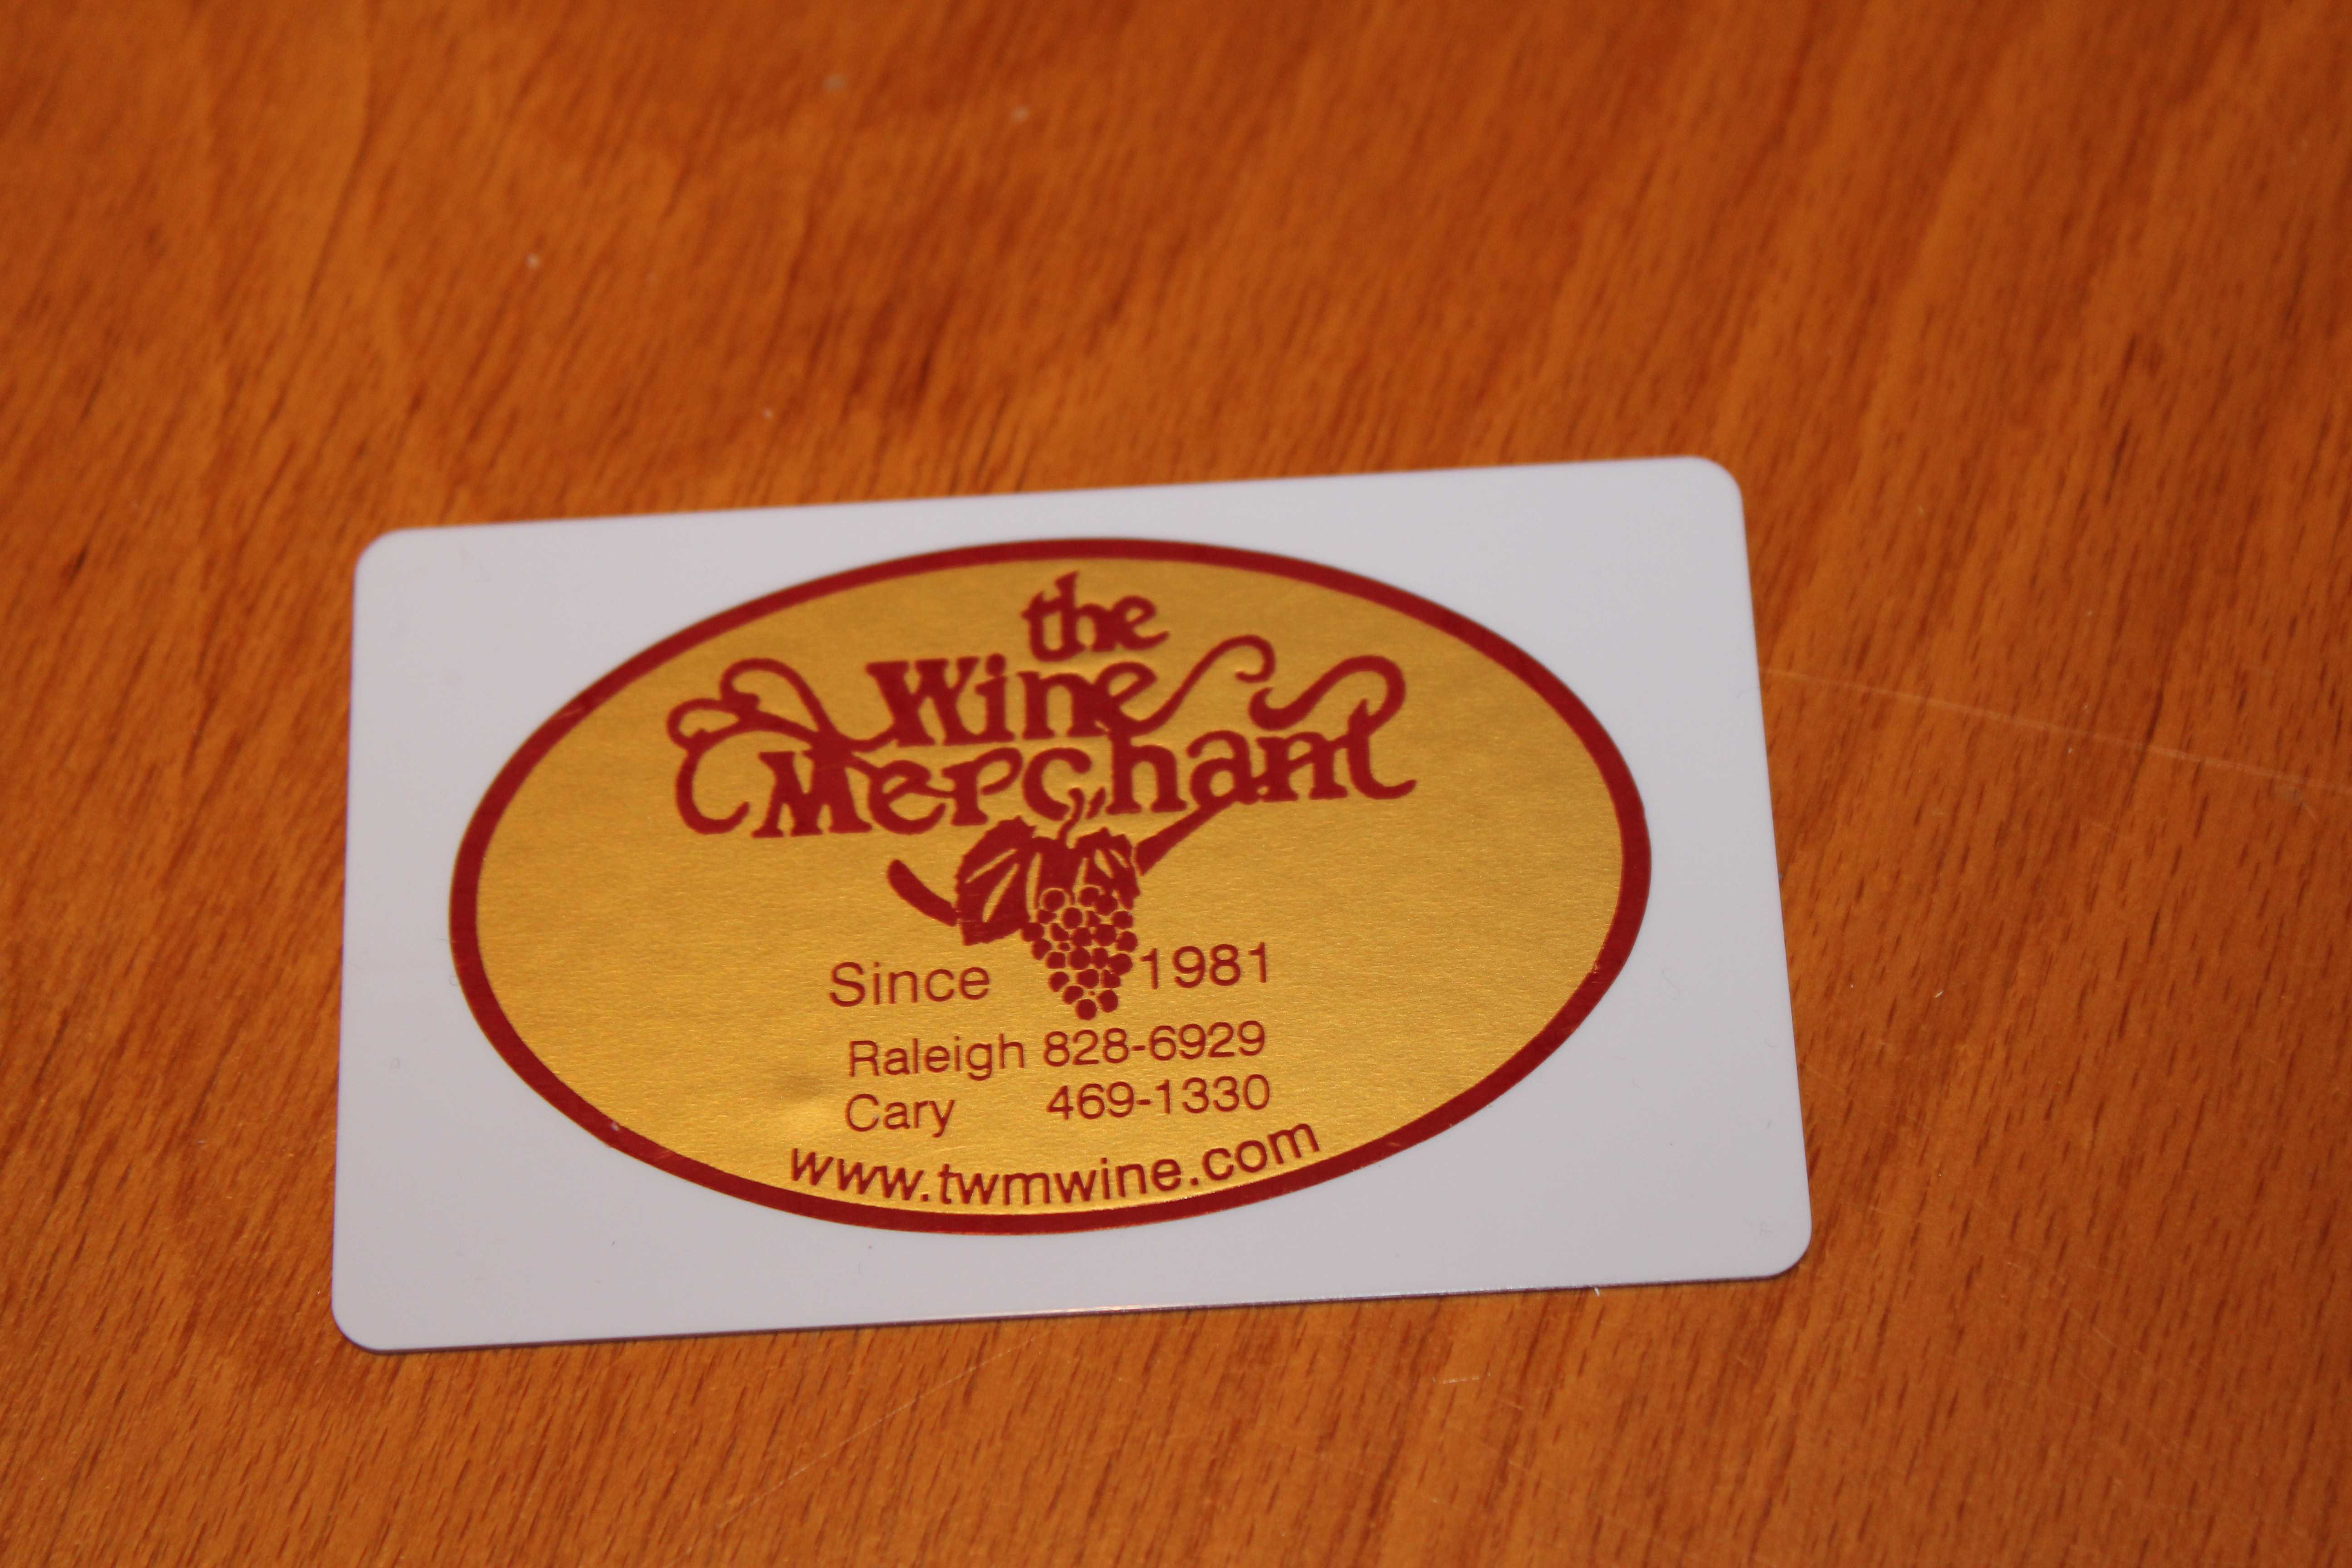 the
Wine
Merchant
Since 1981
Raleigh 828-6929
Cary 469-1330
www.twmwine.com